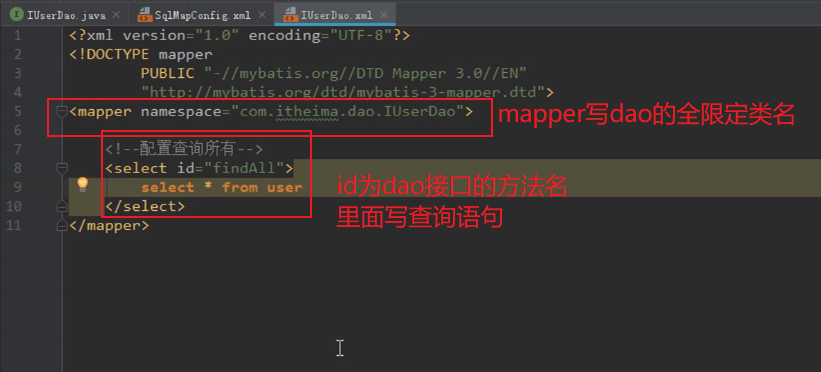 IUserDao.java × SqlMapConfig.xml × IUserDao.xml ×
1 <?xml version="1.0" encoding="UTF-8"?>
2 <!DOCTYPE mapper
3 PUBLIC "-//mybatis.org//DTD Mapper 3.0//EN"
4 "http://mybatis.org/dtd/mybatis-3-mapper.dtd">
5 <mapper namespace="com.itheima.dao.IUserDao"> mapper写dao的全限定类名
6
7 <!--配置查询所有-->
8 <select id="findAll">
9 select * from user id为dao接口的方法名
10 </select> 里面写查询语句
11 </mapper>